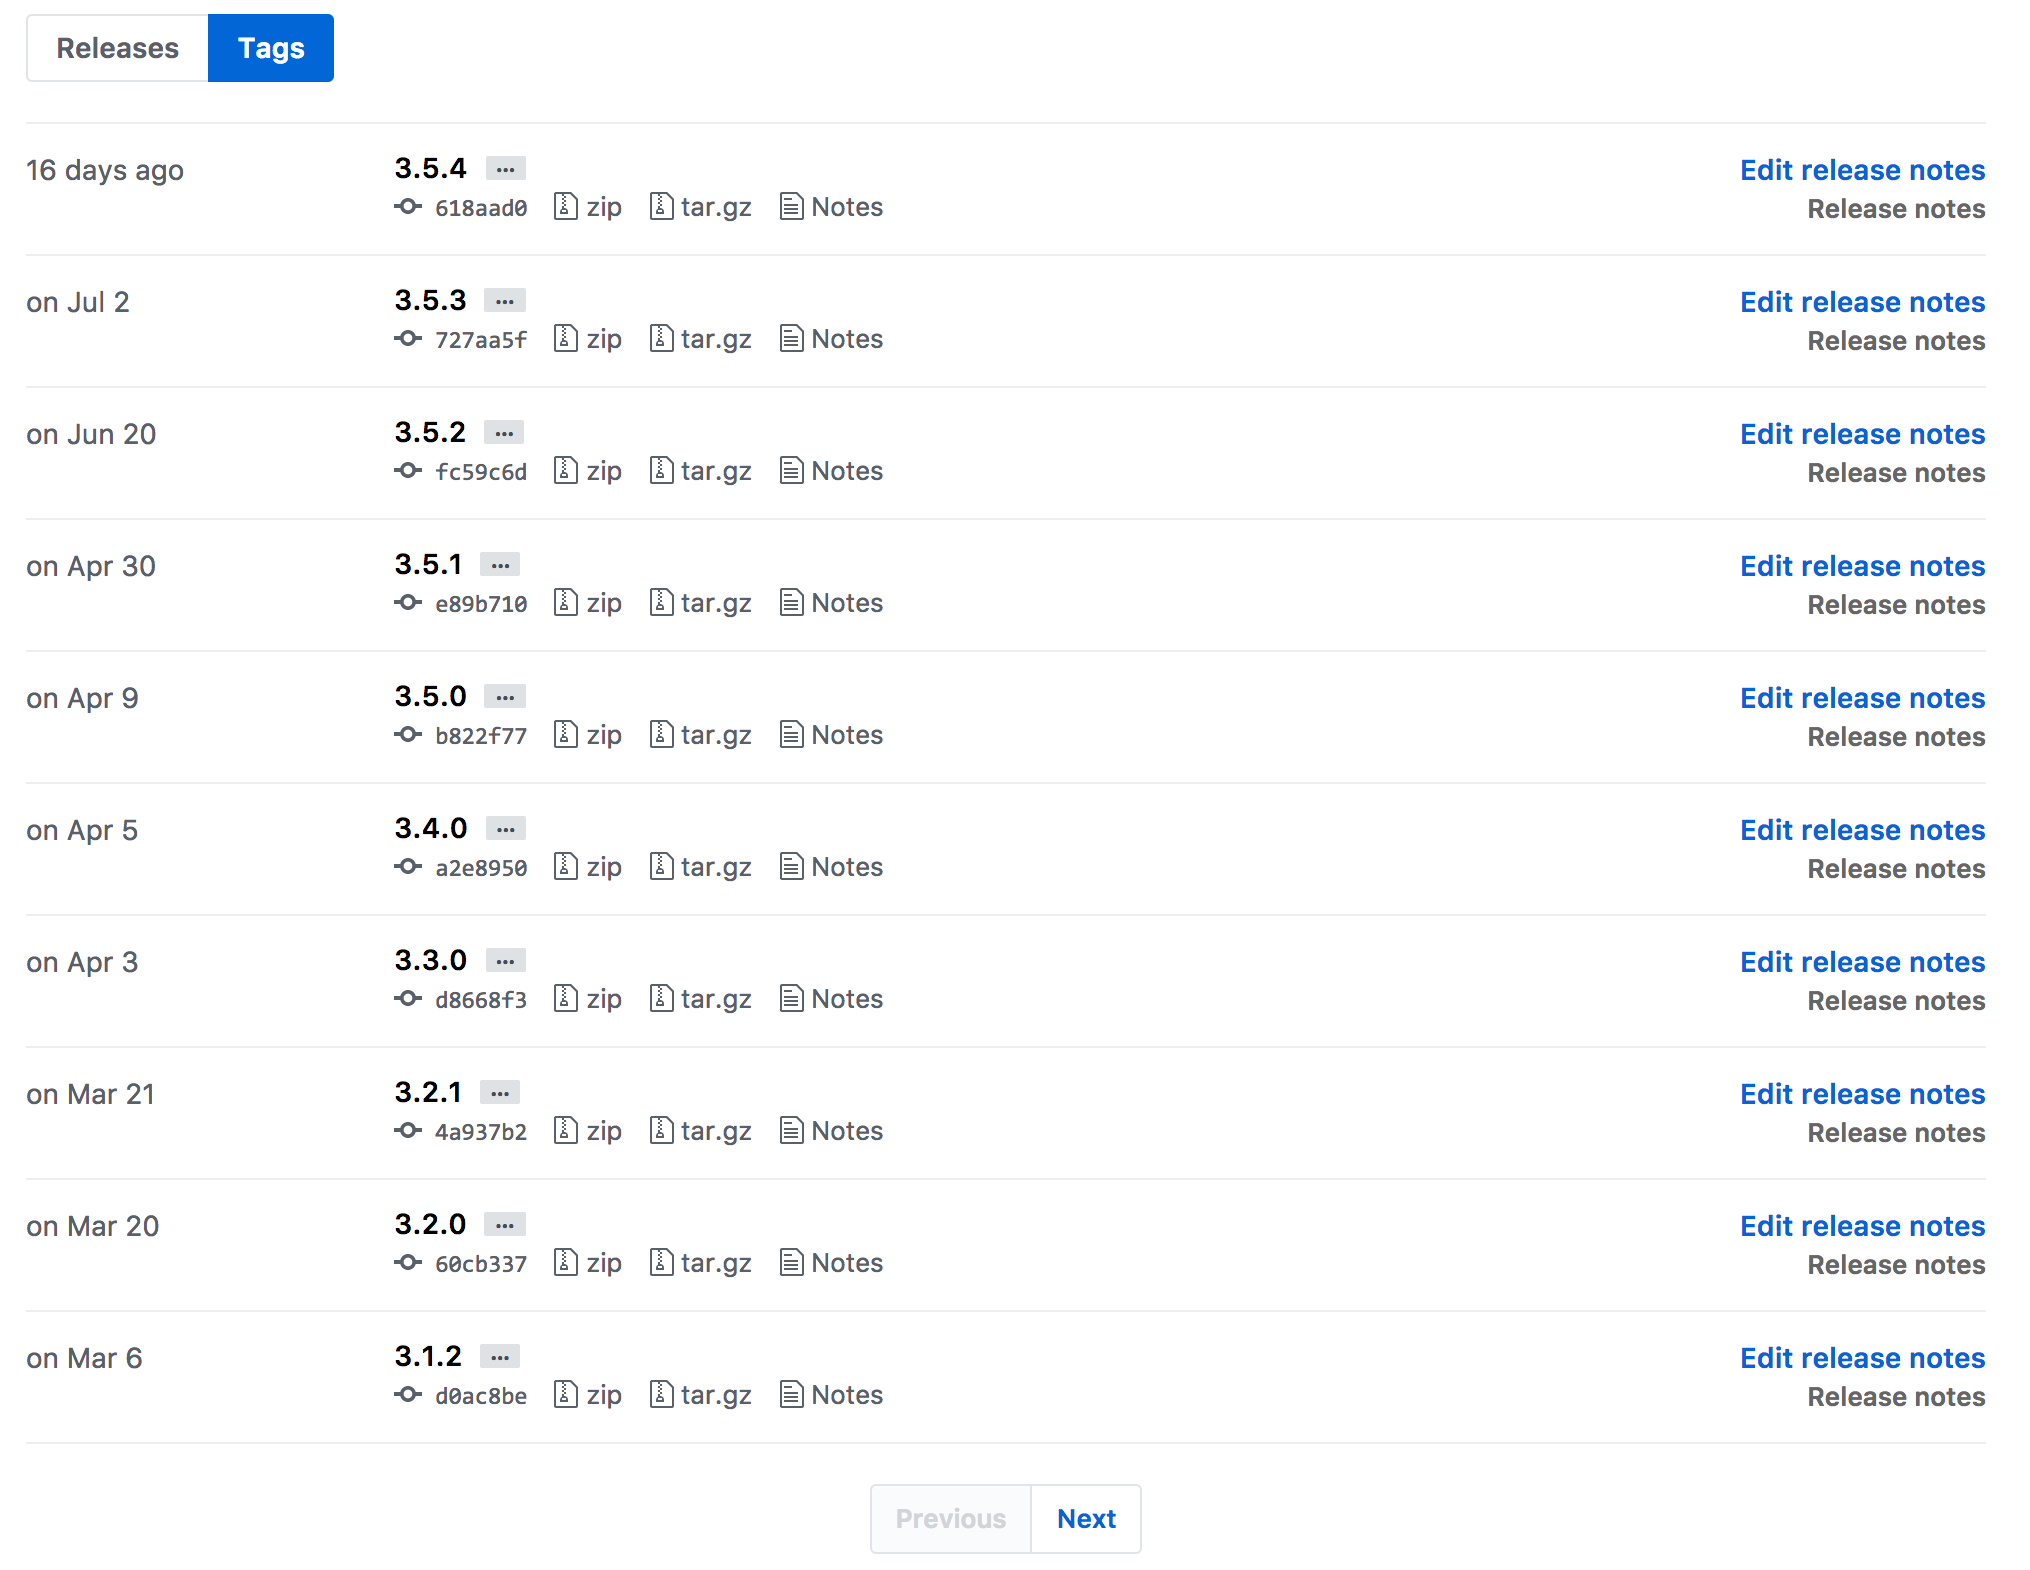 Releases Tags
16 days ago 3.5.4 ... Edit release notes
618aad0 zip tar.gz Notes Release notes
on Jul 2 3.5.3 ... Edit release notes
727aa5f zip tar.gz Notes Release notes
on Jun 20 3.5.2 ... Edit release notes
fc59c6d zip tar.gz Notes Release notes
on Apr 30 3.5.1 ... Edit release notes
e89b710 zip tar.gz Notes Release notes
on Apr 9 3.5.0 ... Edit release notes
b822f77 zip tar.gz Notes Release notes
on Apr 5 3.4.0 ... Edit release notes
a2e8950 zip tar.gz Notes Release notes
on Apr 3 3.3.0 ... Edit release notes
d8668f3 zip tar.gz Notes Release notes
on Mar 21 3.2.1 ... Edit release notes
4a937b2 zip tar.gz Notes Release notes
on Mar 20 3.2.0 ... Edit release notes
60cb337 zip tar.gz Notes Release notes
on Mar 6 3.1.2 ... Edit release notes
d0ac8be zip tar.gz Notes Release notes
Previous Next